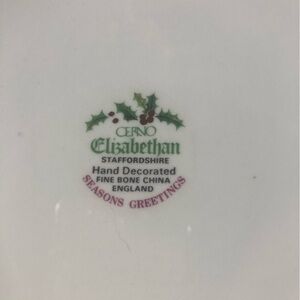 CERNO
Elizabethan
STAFFORDSHIRE
Hand Decorated
FINE BONE CHINA
ENGLAND
SEASONS GREETINGS